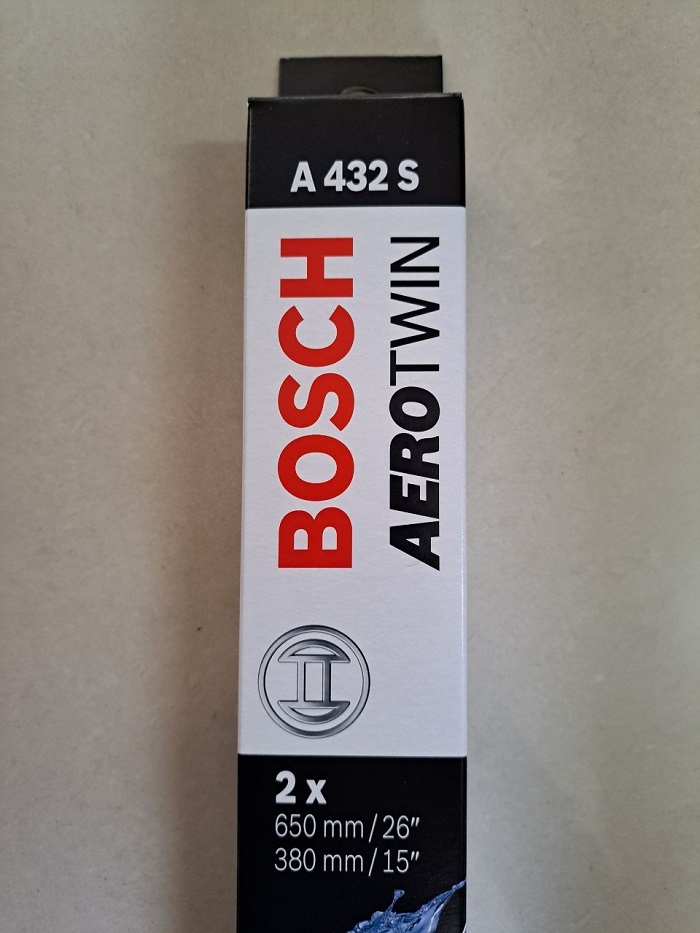 A 432 S
BOSCH
AEROTWIN
2 x
650 mm / 26"
380 mm / 15"